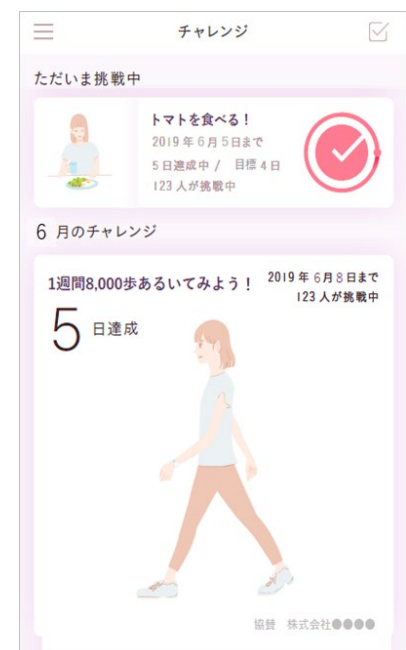 チャレンジ
ただいま挑戦中
トマトを食べる！
2019年6月5日まで
5日達成中 / 目標4日
123人が挑戦中
6月のチャレンジ
1週間8,000歩あるいてみよう！
2019年6月8日まで
123人が挑戦中
5日達成
協賛 株式会社●●●●